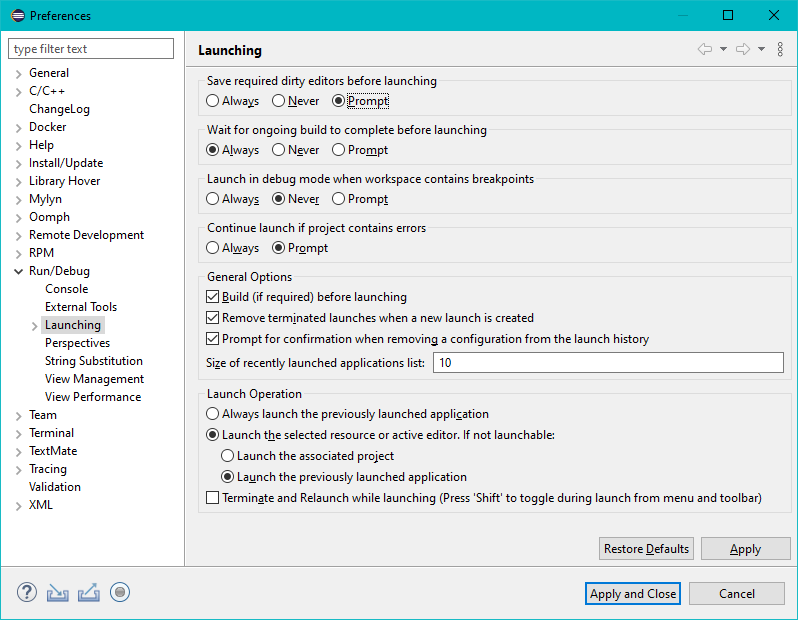 Preferences
type filter text
General
C/C++
ChangeLog
Docker
Help
Install/Update
Library Hover
Mylyn
Oomph
Remote Development
RPM
Run/Debug
Console
External Tools
Launching
Perspectives
String Substitution
View Management
View Performance
Team
Terminal
TextMate
Tracing
Validation
XML
Launching
Save required dirty editors before launching
Always Never Prompt
Wait for ongoing build to complete before launching
Always Never Prompt
Launch in debug mode when workspace contains breakpoints
Always Never Prompt
Continue launch if project contains errors
Always Prompt
General Options
Build (if required) before launching
Remove terminated launches when a new launch is created
Prompt for confirmation when removing a configuration from the launch history
Size of recently launched applications list: 10
Launch Operation
Always launch the previously launched application
Launch the selected resource or active editor. If not launchable:
Launch the associated project
Launch the previously launched application
Terminate and Relaunch while launching (Press 'Shift' to toggle during launch from menu and toolbar)
Restore Defaults Apply
? Apply and Close Cancel